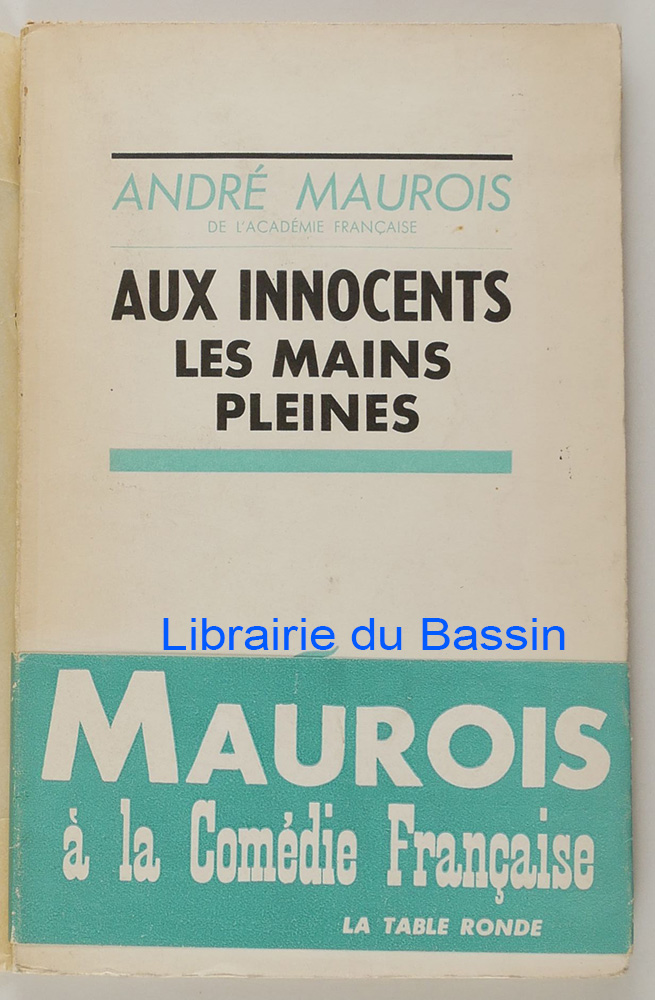 ANDRÉ MAUROIS
DE L'ACADÉMIE FRANÇAISE
AUX INNOCENTS
LES MAINS
PLEINES
Librairie du Bassin
MAUROIS
à la Comédie Française
LA TABLE RONDE